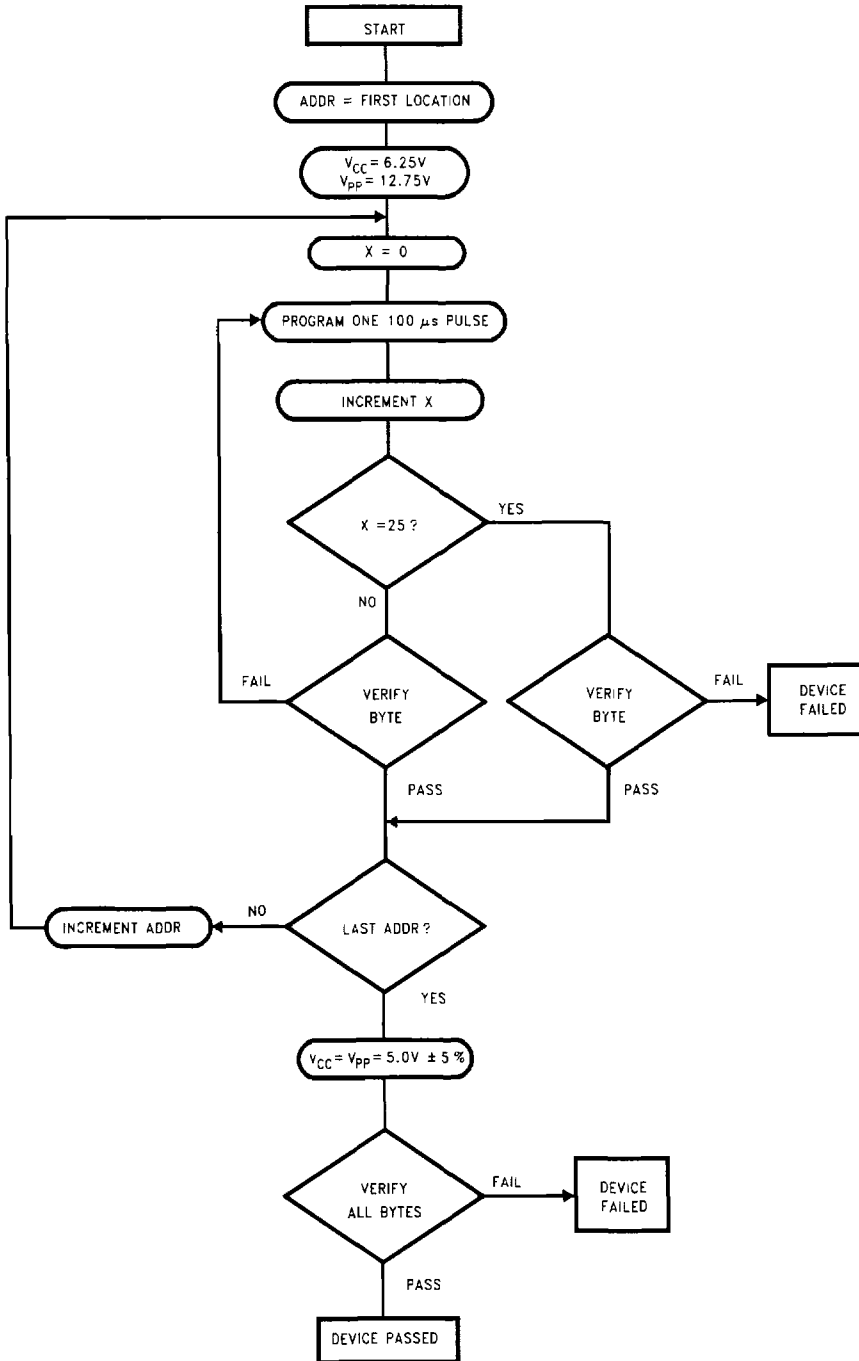 START
ADDR = FIRST LOCATION
VCC = 6.25V
VPP = 12.75V
X = 0
PROGRAM ONE 100 μs PULSE
INCREMENT X
X = 25 ?
YES
NO
FAIL
VERIFY
BYTE
VERIFY
BYTE
FAIL
DEVICE
FAILED
PASS
PASS
INCREMENT ADDR
NO
LAST ADDR ?
YES
VCC = VPP = 5.0V ± 5 %
VERIFY
ALL BYTES
FAIL
DEVICE
FAILED
PASS
DEVICE PASSED